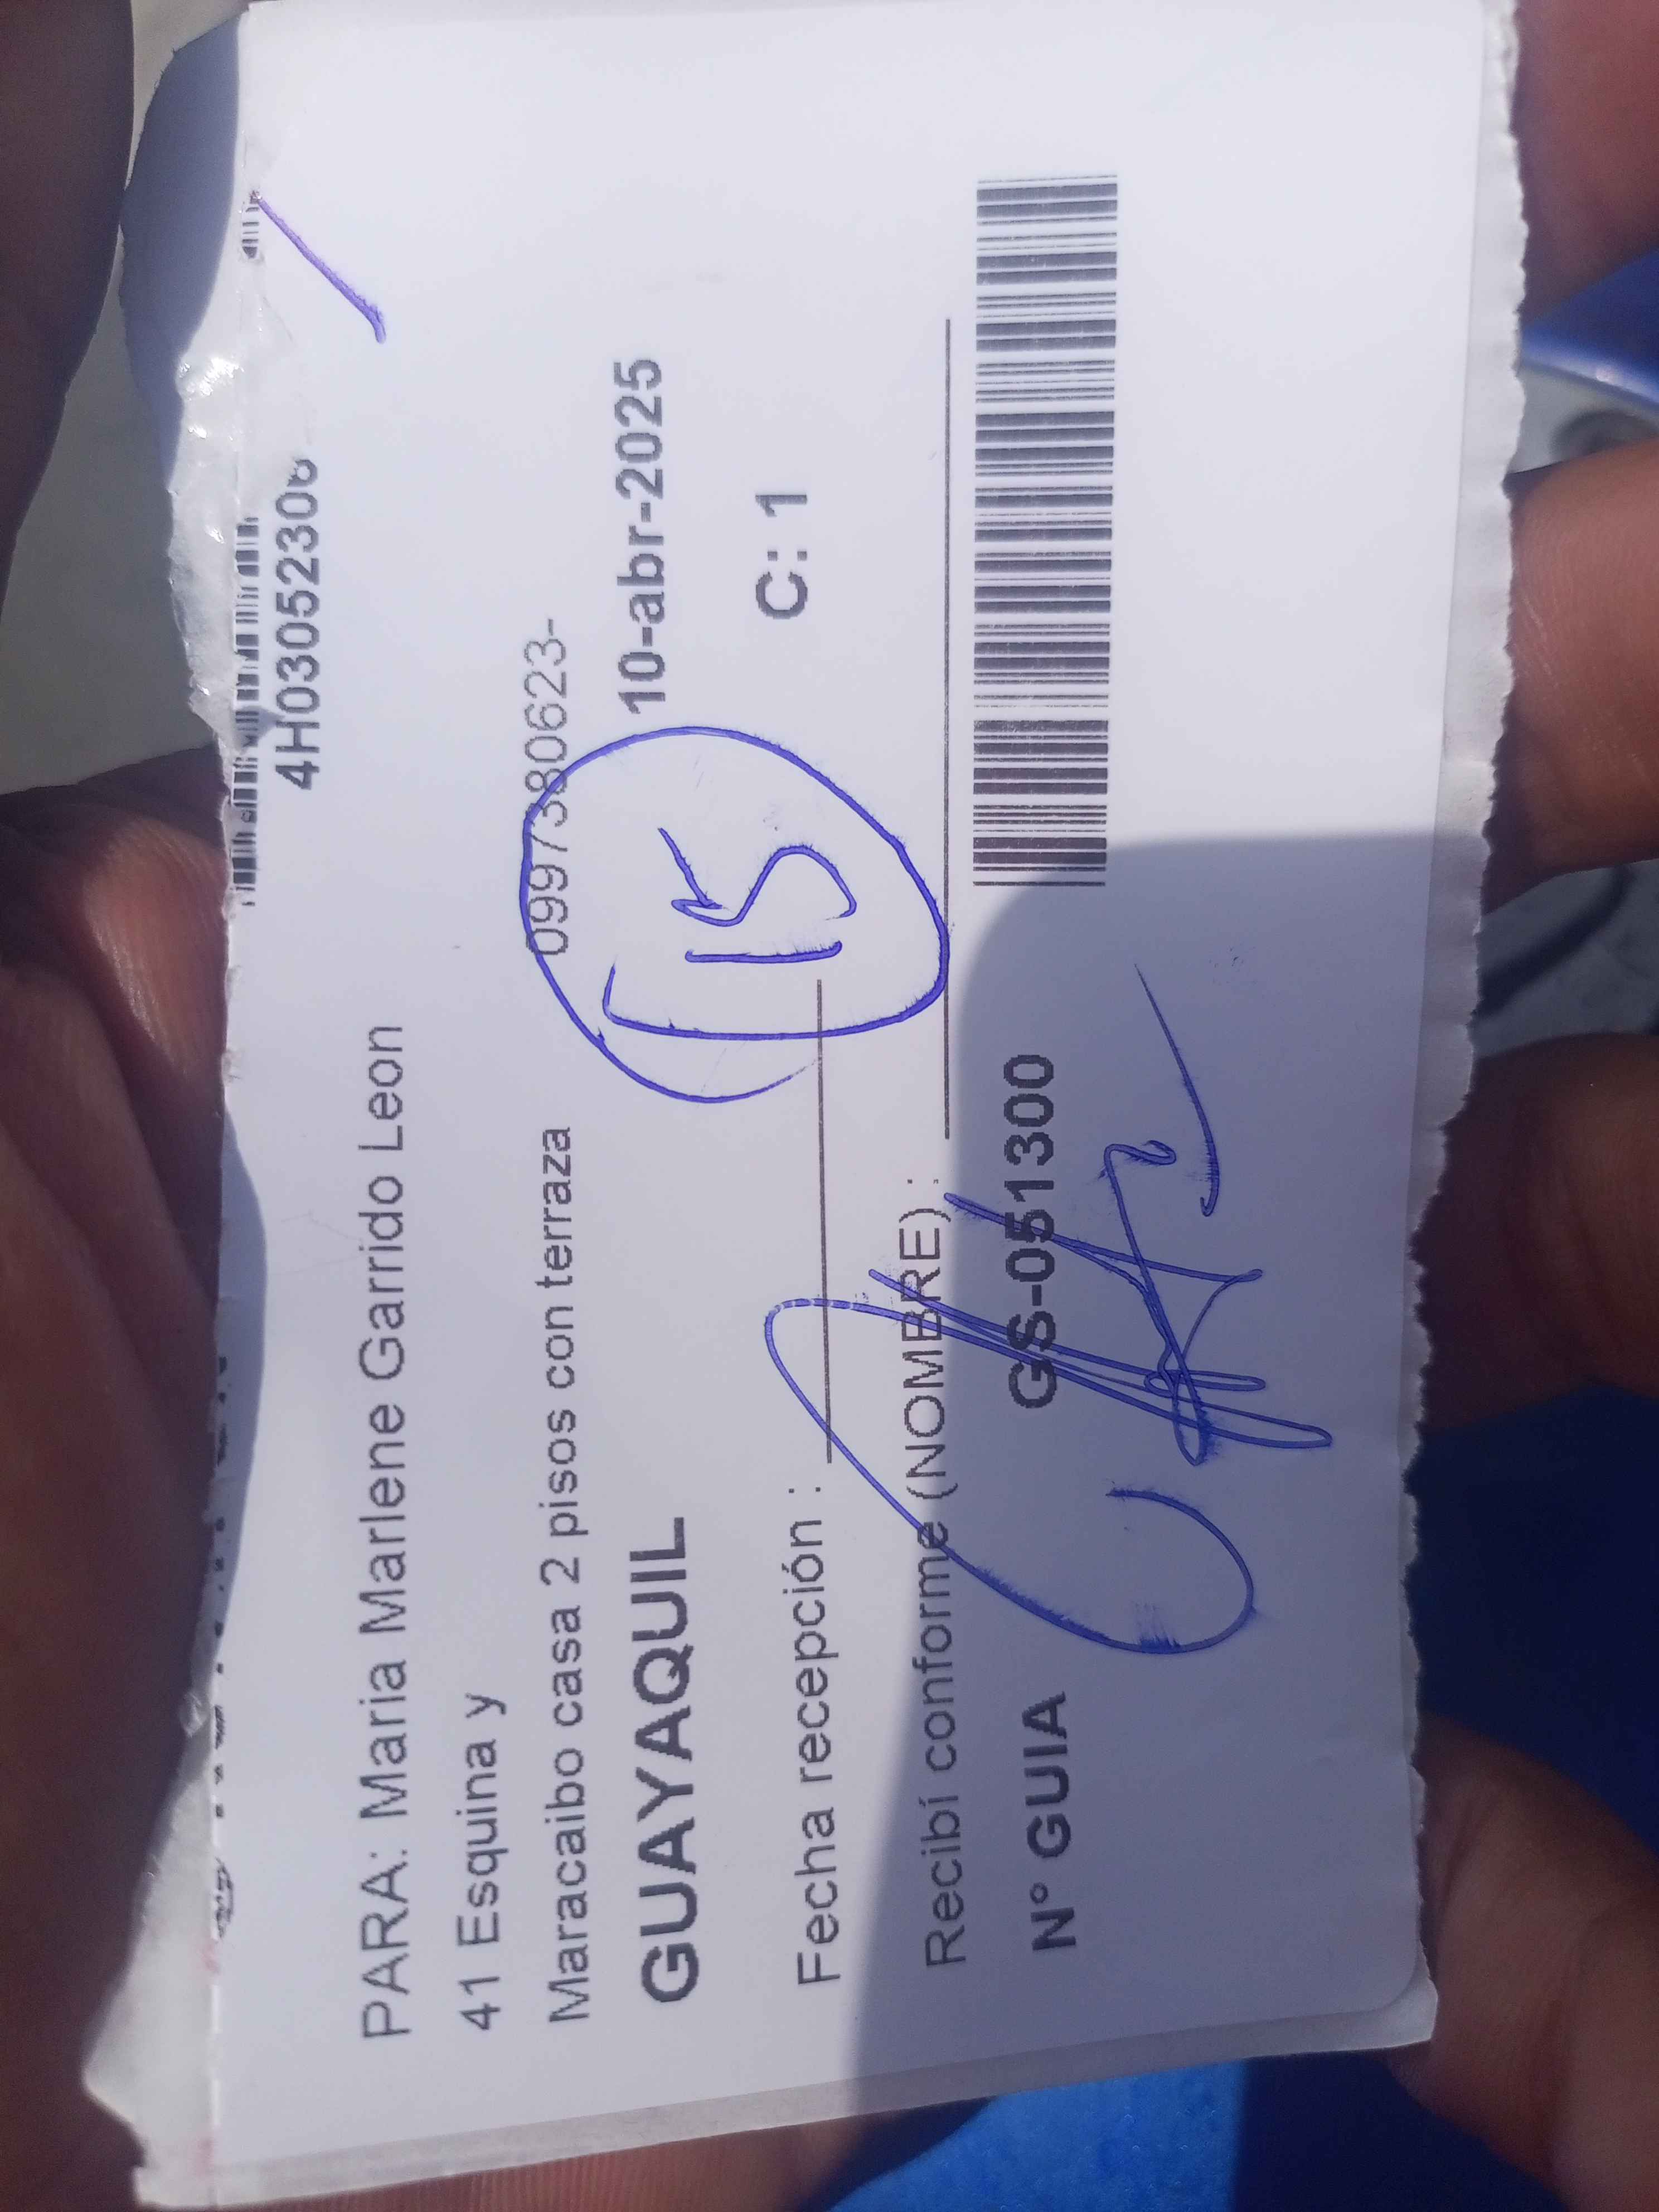 4H03052306
PARA: Maria Marlene Garrido Leon
41 Esquina y
Maracaibo casa 2 pisos con terraza 0997380623-
GUAYAQUIL 10-abr-2025
Fecha recepción : C: 1
Recibí conforme (NOMBRE) :
N° GUIA GS-051300